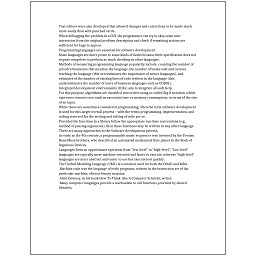 Text editors were also developed that allowed changes and corrections to be made much
more easily than with punched cards.
When debugging the problem in a GUI, the programmer can try to skip some user
interaction from the original problem description and check if remaining actions are
sufficient for bugs to appear.
Programming languages are essential for software development.
Some languages are more prone to some kinds of faults because their specification does not
require compilers to perform as much checking as other languages.
Methods of measuring programming language popularity include: counting the number of
job advertisements that mention the language, the number of books sold and courses
teaching the language (this overestimates the importance of newer languages), and
estimates of the number of existing lines of code written in the language (this
underestimates the number of users of business languages such as COBOL).
Integrated development environments (IDEs) aim to integrate all such help.
For this purpose, algorithms are classified into orders using so-called Big O notation, which
expresses resource use, such as execution time or memory consumption, in terms of the size
of an input.
While these are sometimes considered programming, often the term software development
is used for this larger overall process – with the terms programming, implementation, and
coding reserved for the writing and editing of code per se.
Provided the functions in a library follow the appropriate run-time conventions (e.g.,
method of passing arguments), then these functions may be written in any other language.
There are many approaches to the Software development process.
As early as the 9th century, a programmable music sequencer was invented by the Persian
Banu Musa brothers, who described an automated mechanical flute player in the Book of
Ingenious Devices.
Languages form an approximate spectrum from "low-level" to "high-level"; "low-level"
languages are typically more machine-oriented and faster to execute, whereas "high-level"
languages are more abstract and easier to use but execute less quickly.
The Unified Modeling Language (UML) is a notation used for both the OOAD and MDA.
Machine code was the language of early programs, written in the instruction set of the
particular machine, often in binary notation.
Allen Downey, in his book How To Think Like A Computer Scientist, writes:
Many computer languages provide a mechanism to call functions provided by shared
libraries.